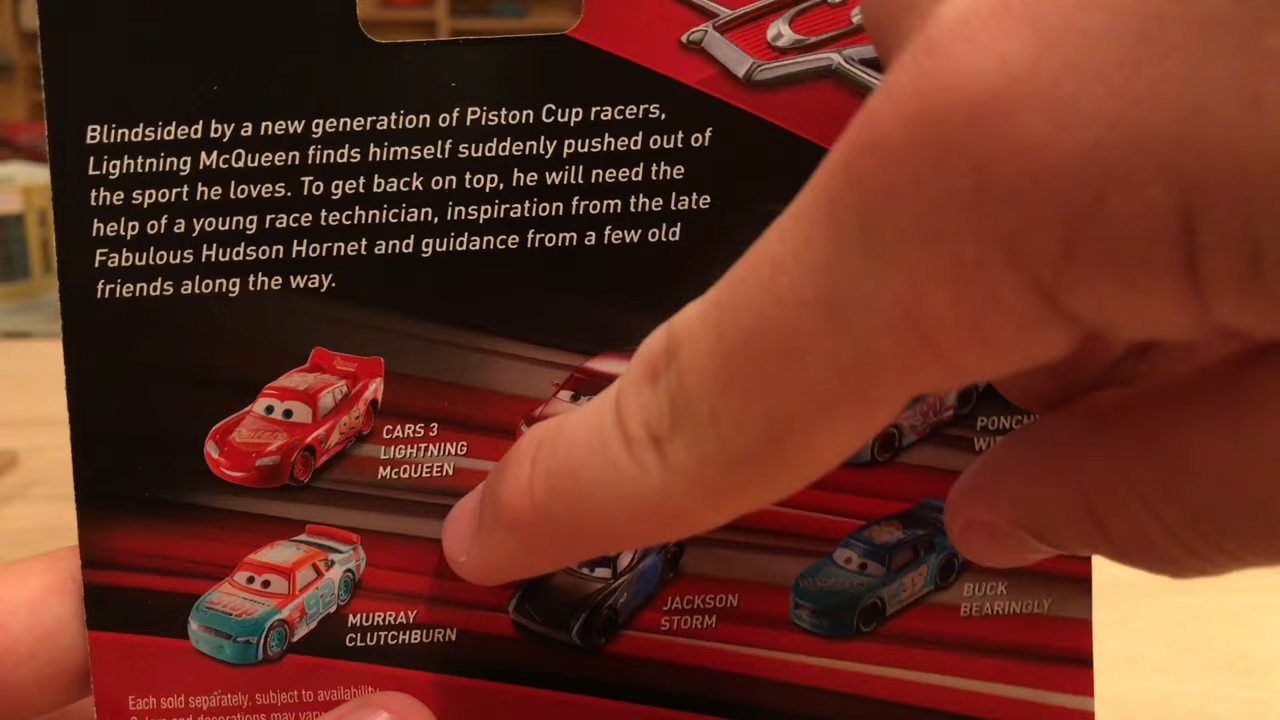 Blindsided by a new generation of Piston Cup racers,
Lightning McQueen finds himself suddenly pushed out of
the sport he loves. To get back on top, he will need the
help of a young race technician, inspiration from the late
Fabulous Hudson Hornet and guidance from a few old
friends along the way.
CARS 3
LIGHTNING
McQUEEN
95
MURRAY
CLUTCHBURN
92
JACKSON
STORM
BUCK
BEARINGLY
Each sold separately, subject to availability